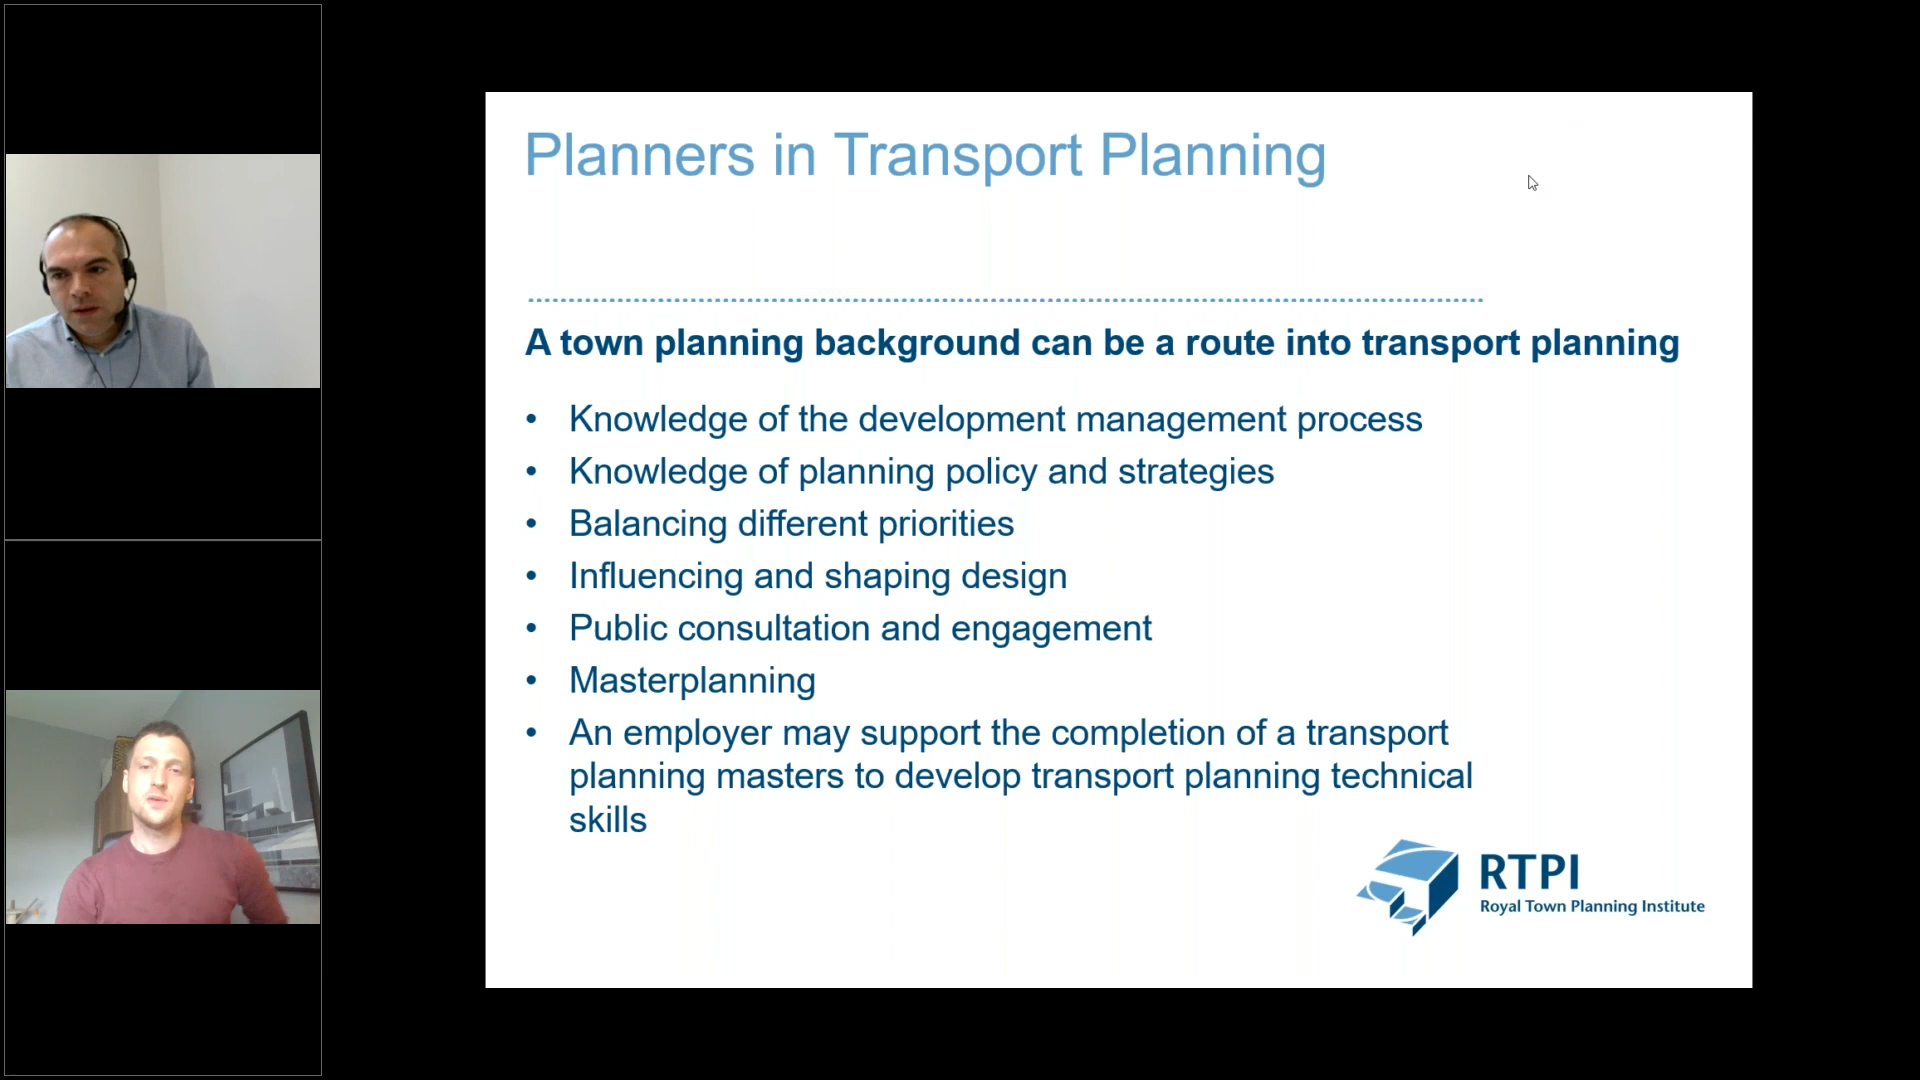 Planners in Transport Planning
A town planning background can be a route into transport planning
• Knowledge of the development management process
• Knowledge of planning policy and strategies
• Balancing different priorities
• Influencing and shaping design
• Public consultation and engagement
• Masterplanning
• An employer may support the completion of a transport
planning masters to develop transport planning technical
skills
RTPI
Royal Town Planning Institute